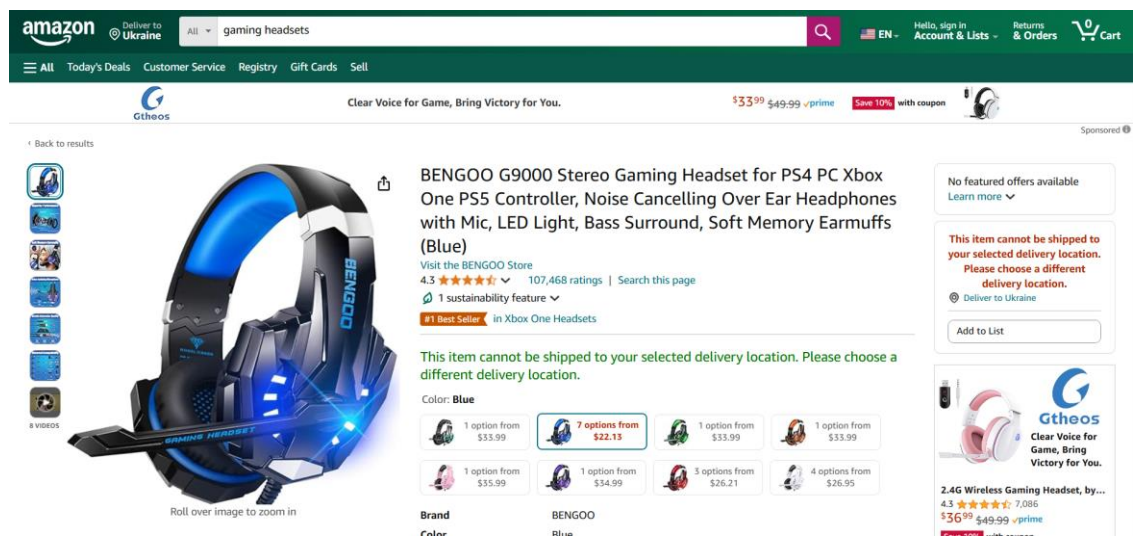 amazon
Deliver to
Ukraine
All
gaming headsets
EN
Hello, sign in
Account & Lists
Returns
& Orders
0
Cart
All
Today's Deals
Customer Service
Registry
Gift Cards
Sell
Gtheos
Clear Voice for Game, Bring Victory for You.
$33⁹⁹ $49.99 prime
Save 10% with coupon
Sponsored
‹ Back to results
8 VIDEOS
BENGOO
GAMING HEADSET
Roll over image to zoom in
BENGOO G9000 Stereo Gaming Headset for PS4 PC Xbox
One PS5 Controller, Noise Cancelling Over Ear Headphones
with Mic, LED Light, Bass Surround, Soft Memory Earmuffs
(Blue)
Visit the BENGOO Store
4.3
107,468 ratings | Search this page
1 sustainability feature
#1 Best Seller in Xbox One Headsets
This item cannot be shipped to your selected delivery location. Please choose a
different delivery location.
Color: Blue
1 option from
$33.99
7 options from
$22.13
1 option from
$33.99
1 option from
$33.99
1 option from
$35.99
1 option from
$34.99
3 options from
$26.21
4 options from
$26.95
Brand BENGOO
Color Blue
No featured offers available
Learn more
This item cannot be shipped to
your selected delivery location.
Please choose a different
delivery location.
Deliver to Ukraine
Add to List
Gtheos
Clear Voice for
Game, Bring
Victory for You.
2.4G Wireless Gaming Headset, by...
4.3 7,086
$36⁹⁹ $49.99 prime
Save 10% with coupon